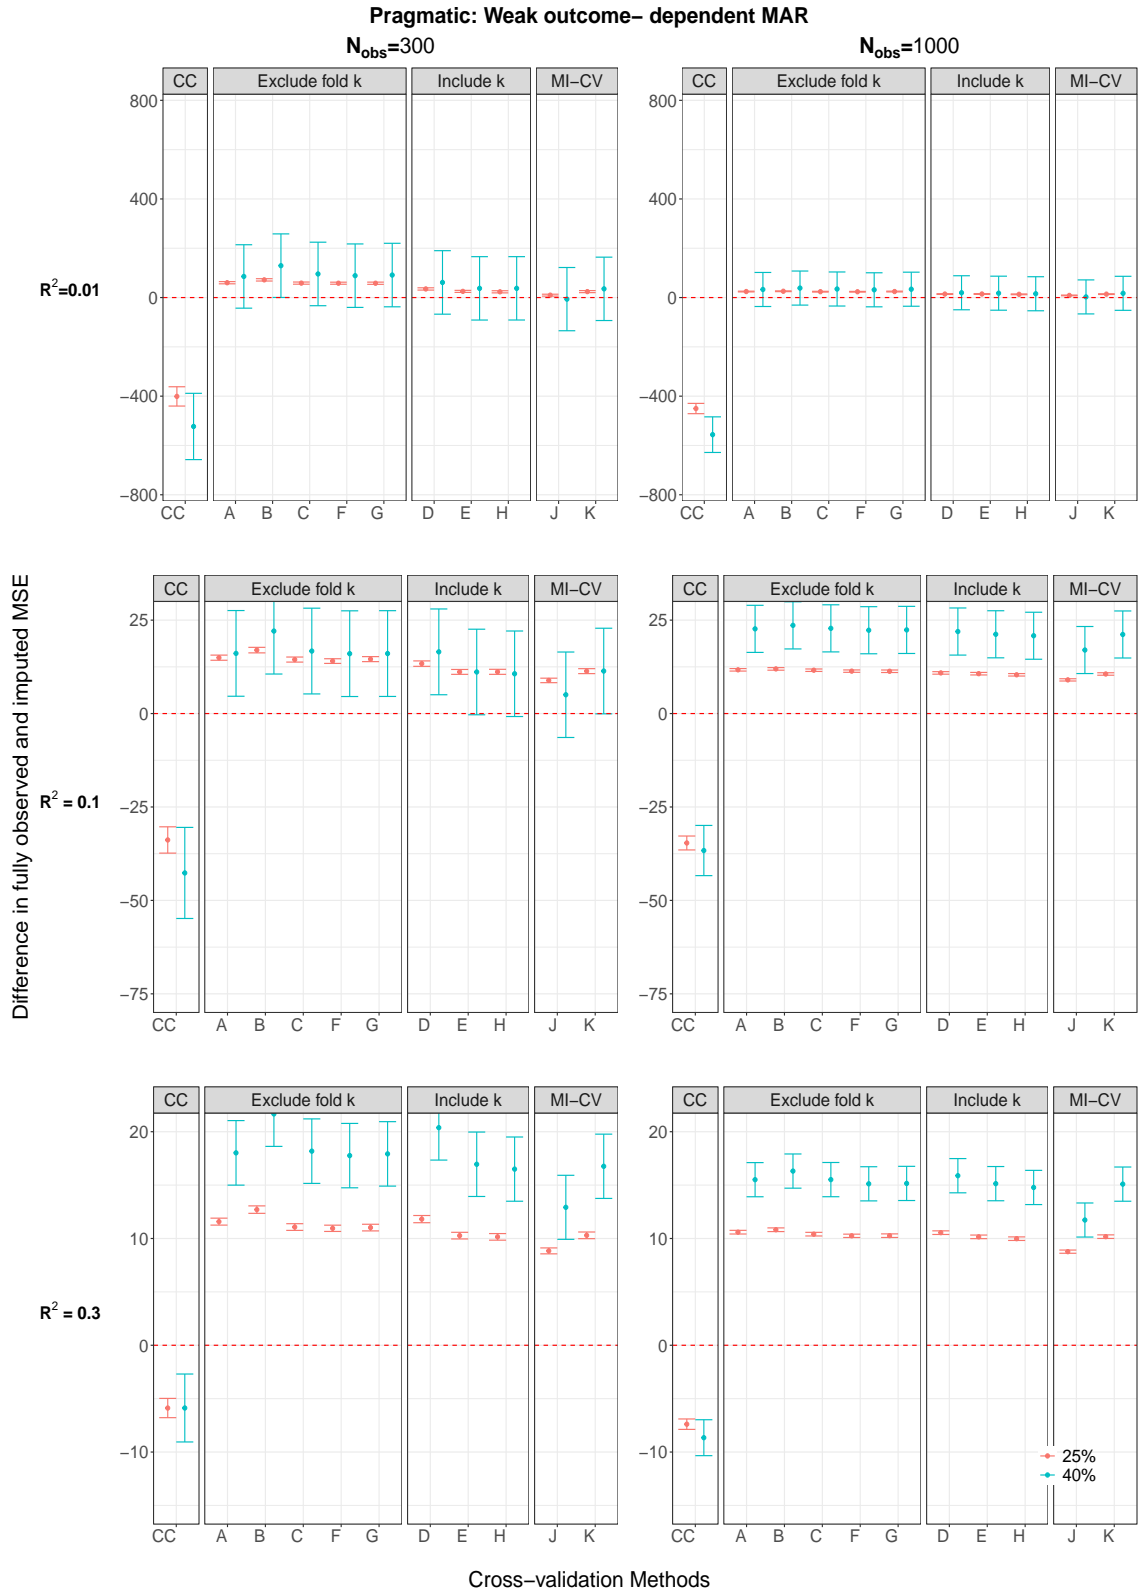 Pragmatic: Weak outcome− dependent MAR
N_obs=300
N_obs=1000
CC Exclude fold k Include k MI−CV
CC Exclude fold k Include k MI−CV
800
400
0
−400
−800
800
400
0
−400
−800
R²=0.01
CC A B C F G D E H J K
CC A B C F G D E H J K
Difference in fully observed and imputed MSE
CC Exclude fold k Include k MI−CV
CC Exclude fold k Include k MI−CV
25
0
−25
−50
−75
25
0
−25
−50
−75
R² = 0.1
CC A B C F G D E H J K
CC A B C F G D E H J K
CC Exclude fold k Include k MI−CV
CC Exclude fold k Include k MI−CV
20
10
0
−10
20
10
0
−10
R² = 0.3
25%
40%
CC A B C F G D E H J K
CC A B C F G D E H J K
Cross−validation Methods